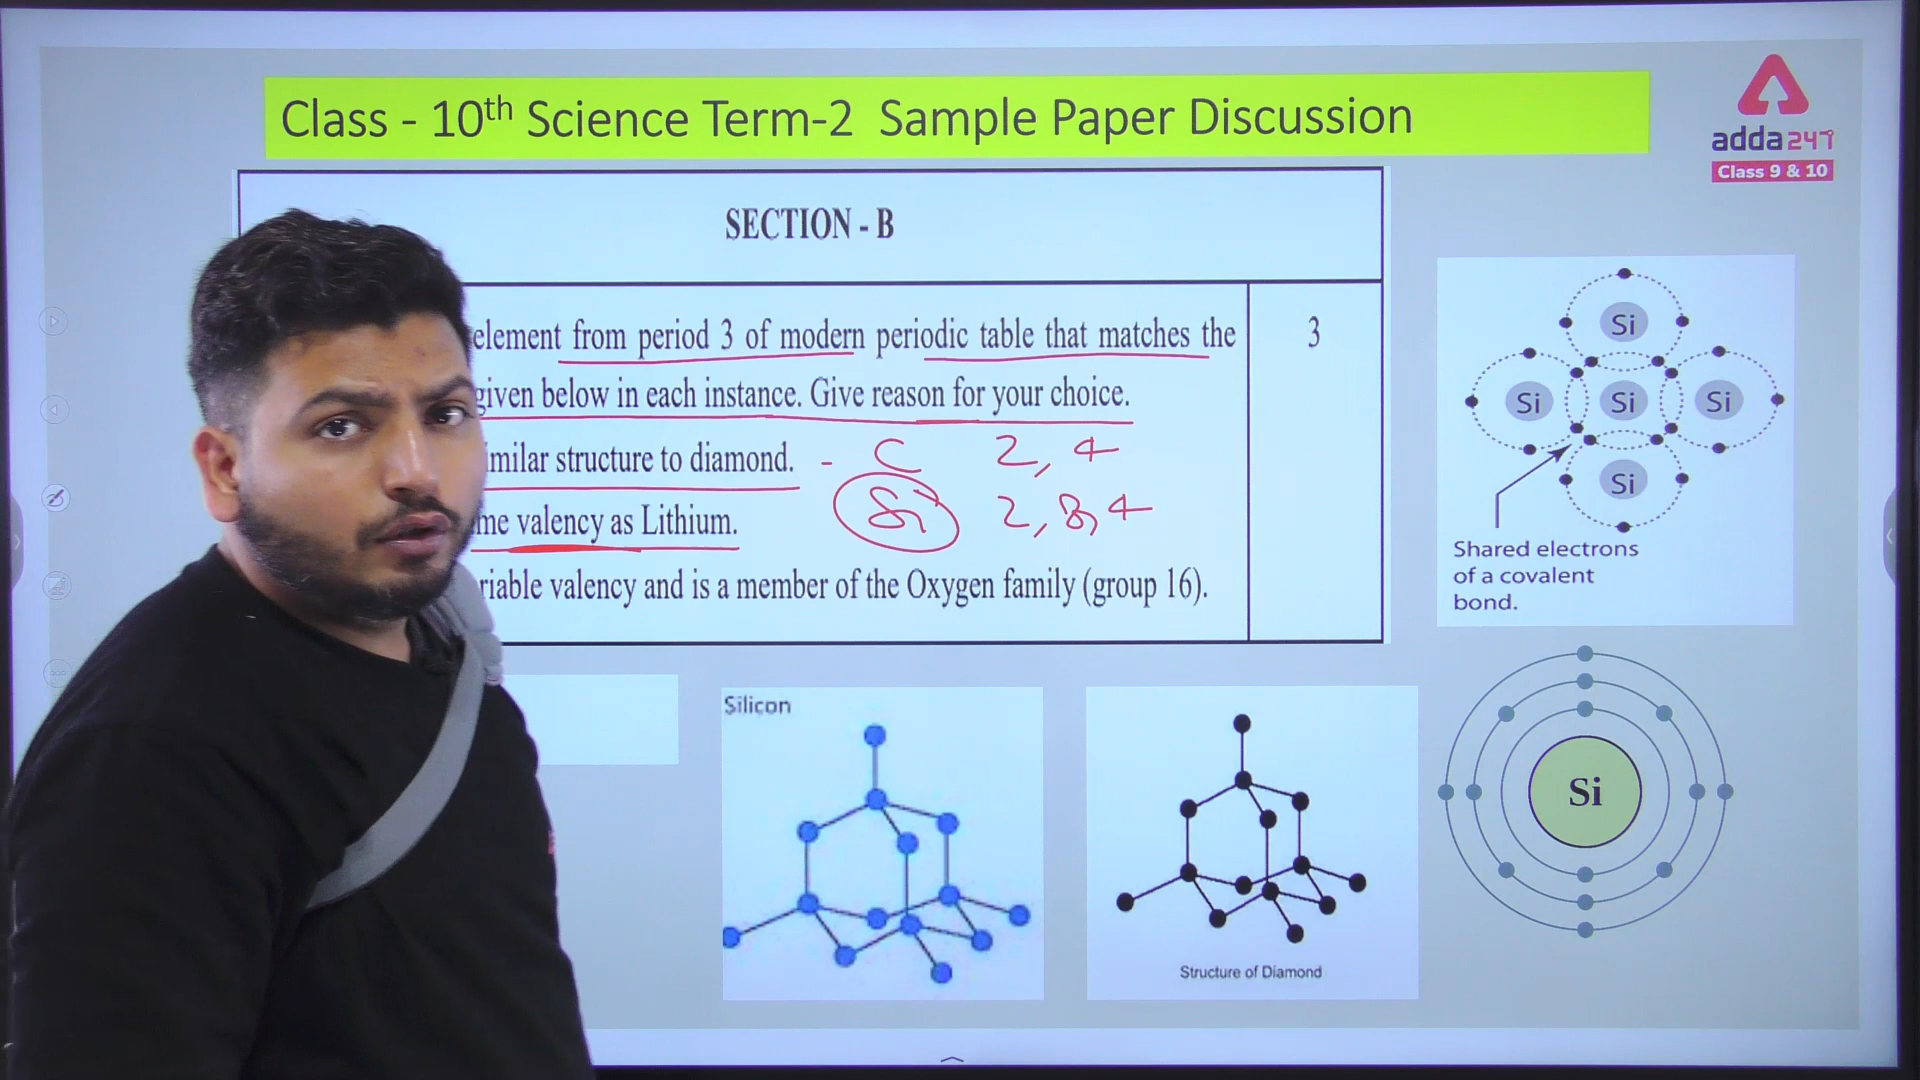 Class - 10th Science Term-2 Sample Paper Discussion
adda247
Class 9 & 10
SECTION - B
element from period 3 of modern periodic table that matches the
3
given below in each instance. Give reason for your choice.
imilar structure to diamond. - C 2, 4
me valency as Lithium. Si 2, 8, 4
riable valency and is a member of the Oxygen family (group 16).
Si
Si Si Si
Si
Shared electrons
of a covalent
bond.
Silicon
Structure of Diamond
Si